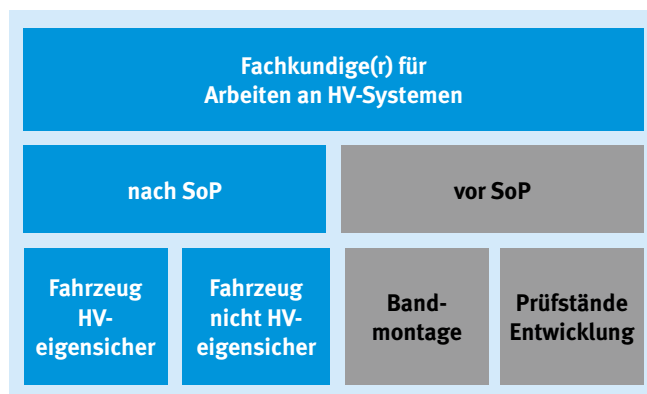 Fachkundige(r) für
Arbeiten an HV-Systemen
nach SoP
vor SoP
Fahrzeug
HV-
eigensicher
Fahrzeug
nicht HV-
eigensicher
Band-
montage
Prüfstände
Entwicklung